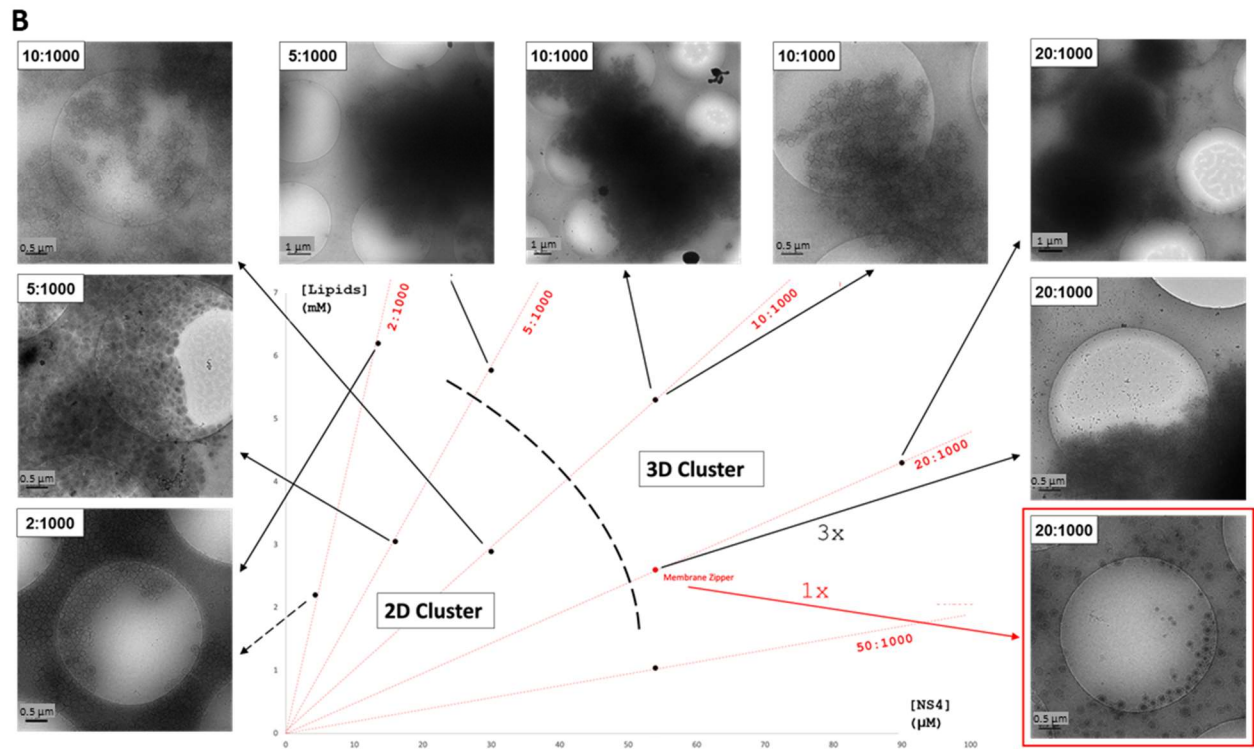 B
10:1000
5:1000
10:1000
10:1000
20:1000
0.5 µm
1 µm
1 µm
0.5 µm
1 µm
5:1000
0.5 µm
20:1000
0.5 µm
2:1000
0.5 µm
20:1000
0.5 µm
[Lipids]
(mM)
7
6
5
4
3
2
1
0
2:1000
5:1000
10:1000
20:1000
50:1000
3D Cluster
2D Cluster
3x
Membrane Zipper
1x
[NS4]
(µM)
0
10
20
30
40
50
60
70
80
90
100